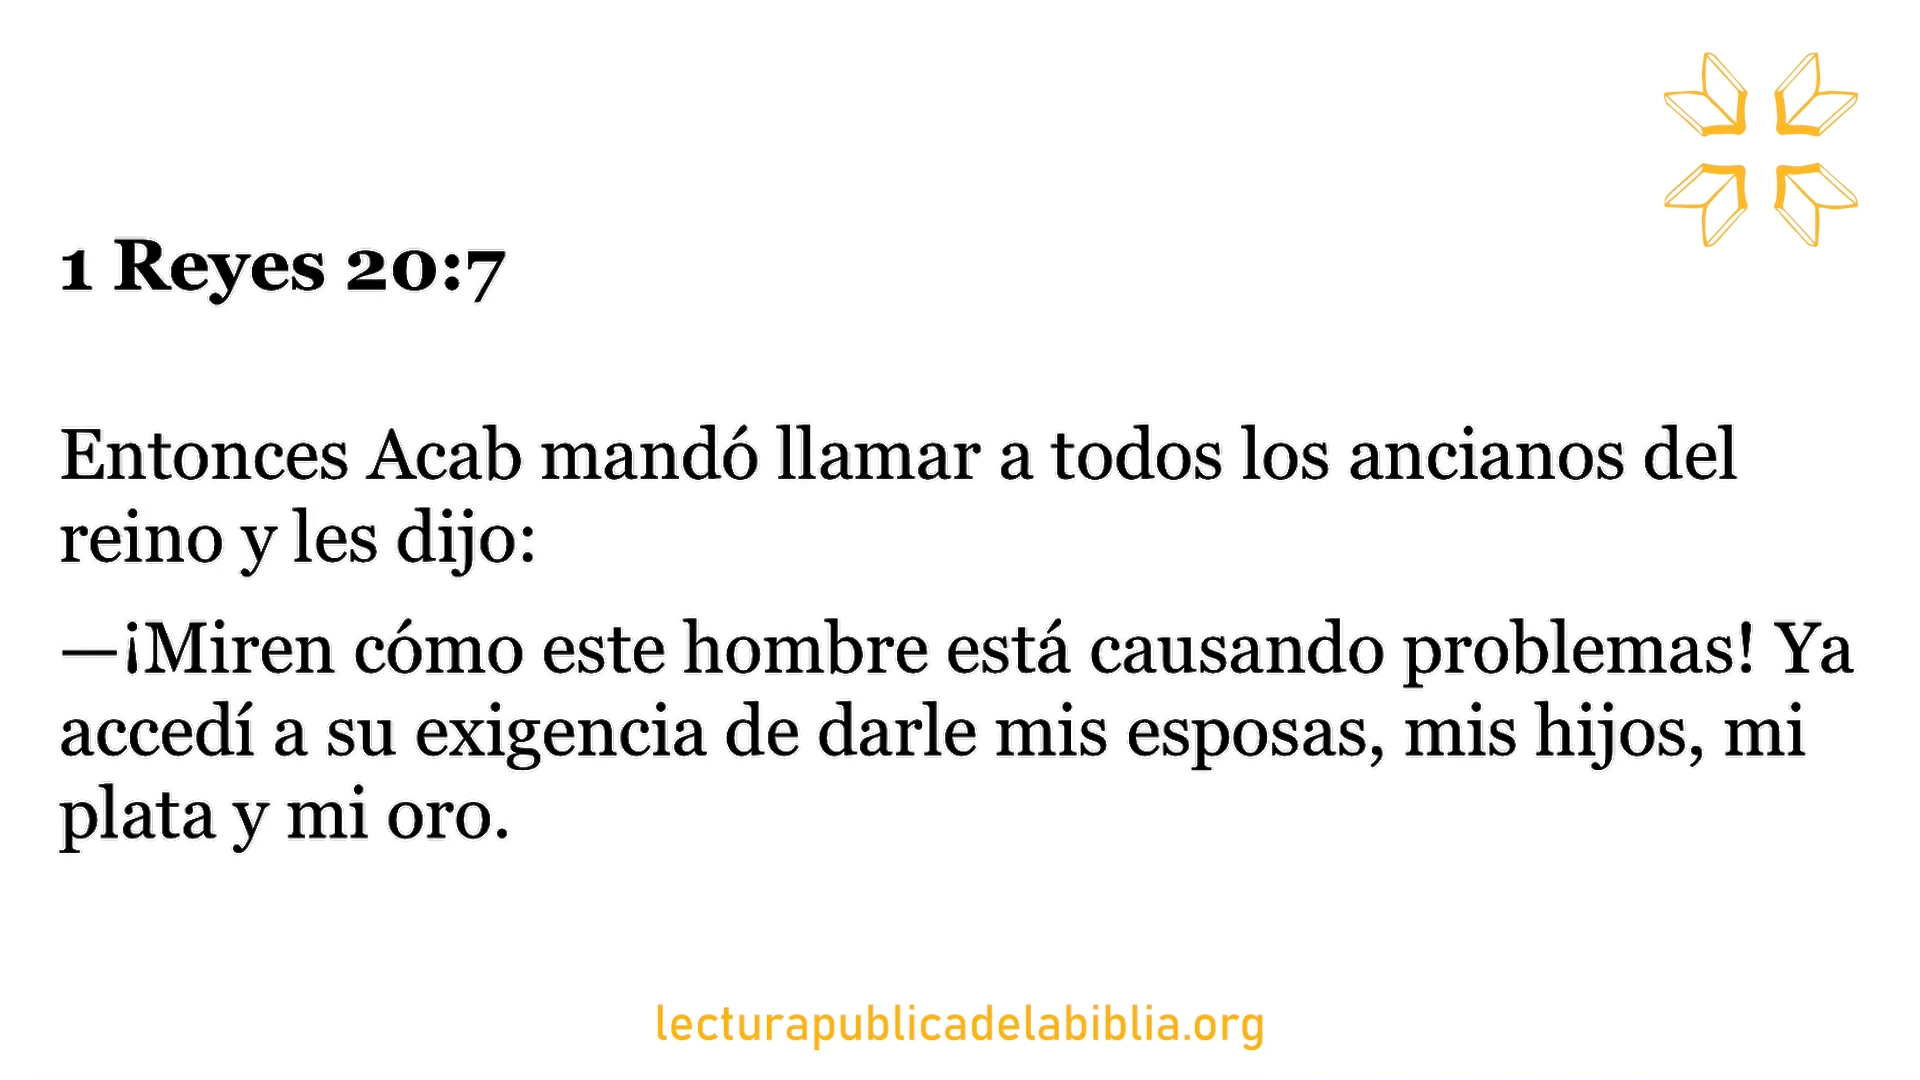 1 Reyes 20:7
Entonces Acab mandó llamar a todos los ancianos del
reino y les dijo:
—¡Miren cómo este hombre está causando problemas! Ya
accedí a su exigencia de darle mis esposas, mis hijos, mi
plata y mi oro.
lecturapublicadelabiblia.org